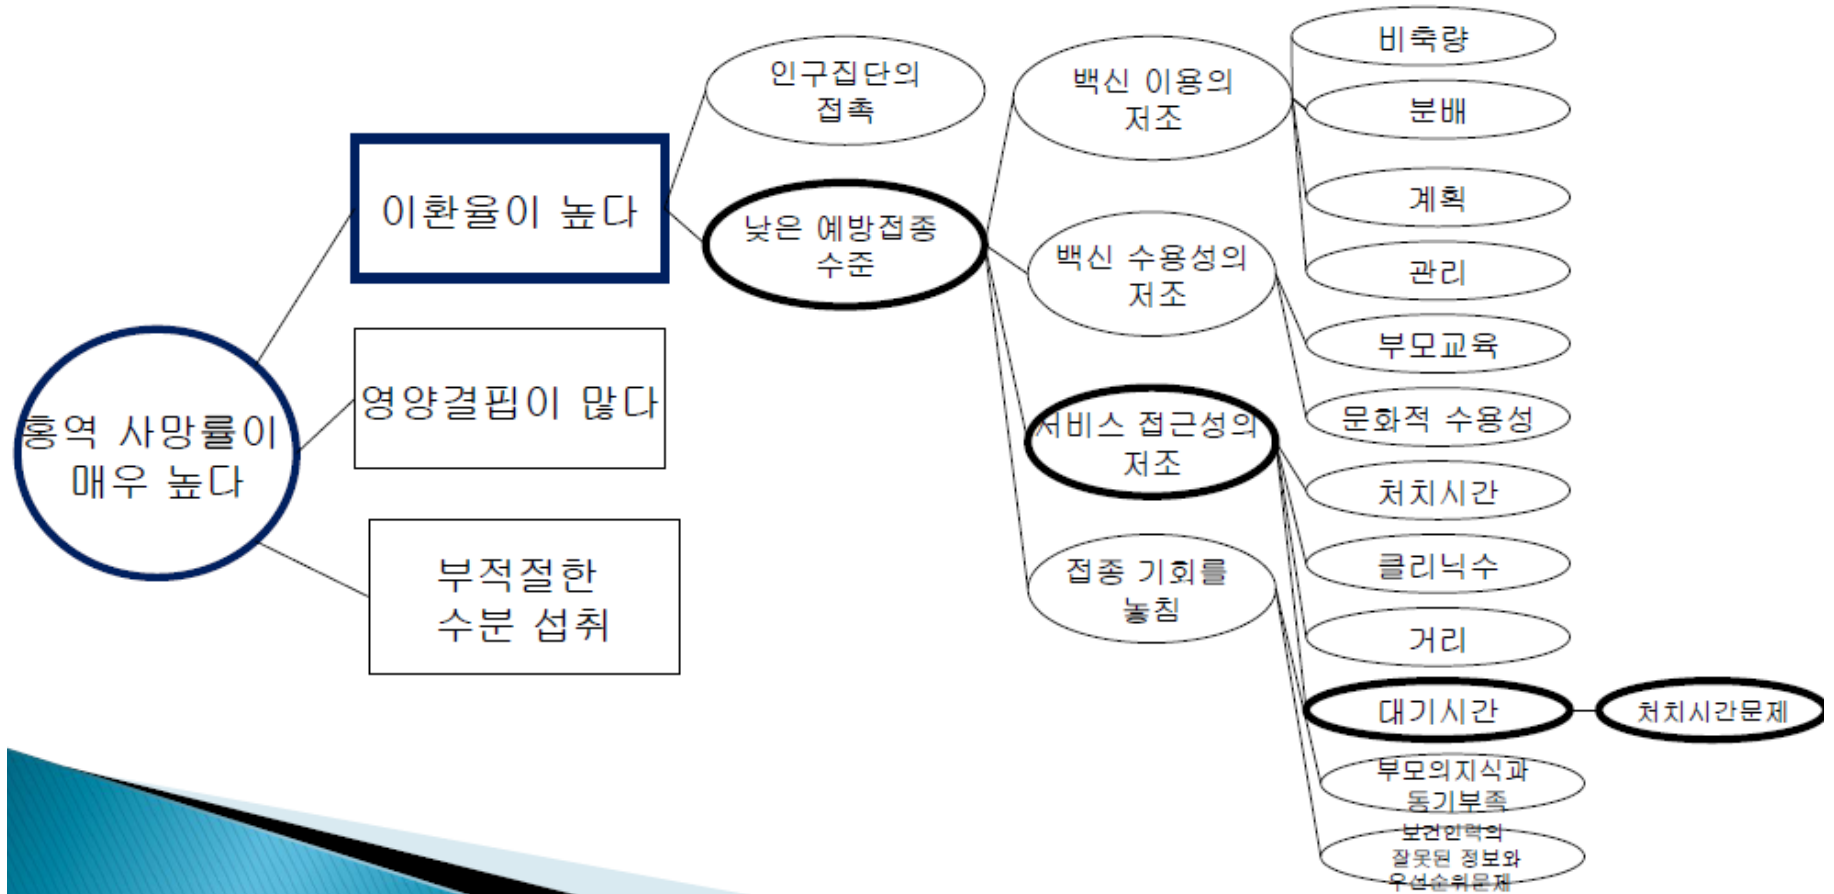 홍역 사망률이
매우 높다
이환율이 높다
영양결핍이 많다
부적절한
수분 섭취
인구집단의
접촉
낮은 예방접종
수준
백신 이용의
저조
백신 수용성의
저조
서비스 접근성의
저조
접종 기회를
놓침
비축량
분배
계획
관리
부모교육
문화적 수용성
처치시간
클리닉수
거리
대기시간
처치시간문제
부모의지식과
동기부족
보건인력의
잘못된 정보와
우선순위문제